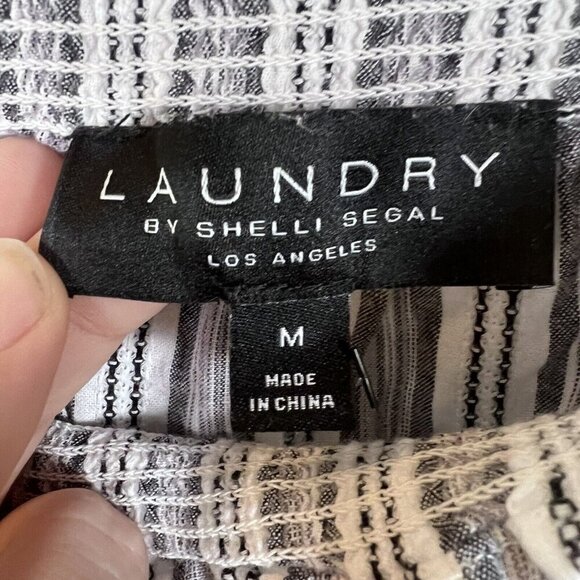 LAUNDRY
BY SHELLI SEGAL
LOS ANGELES
M
MADE
IN CHINA